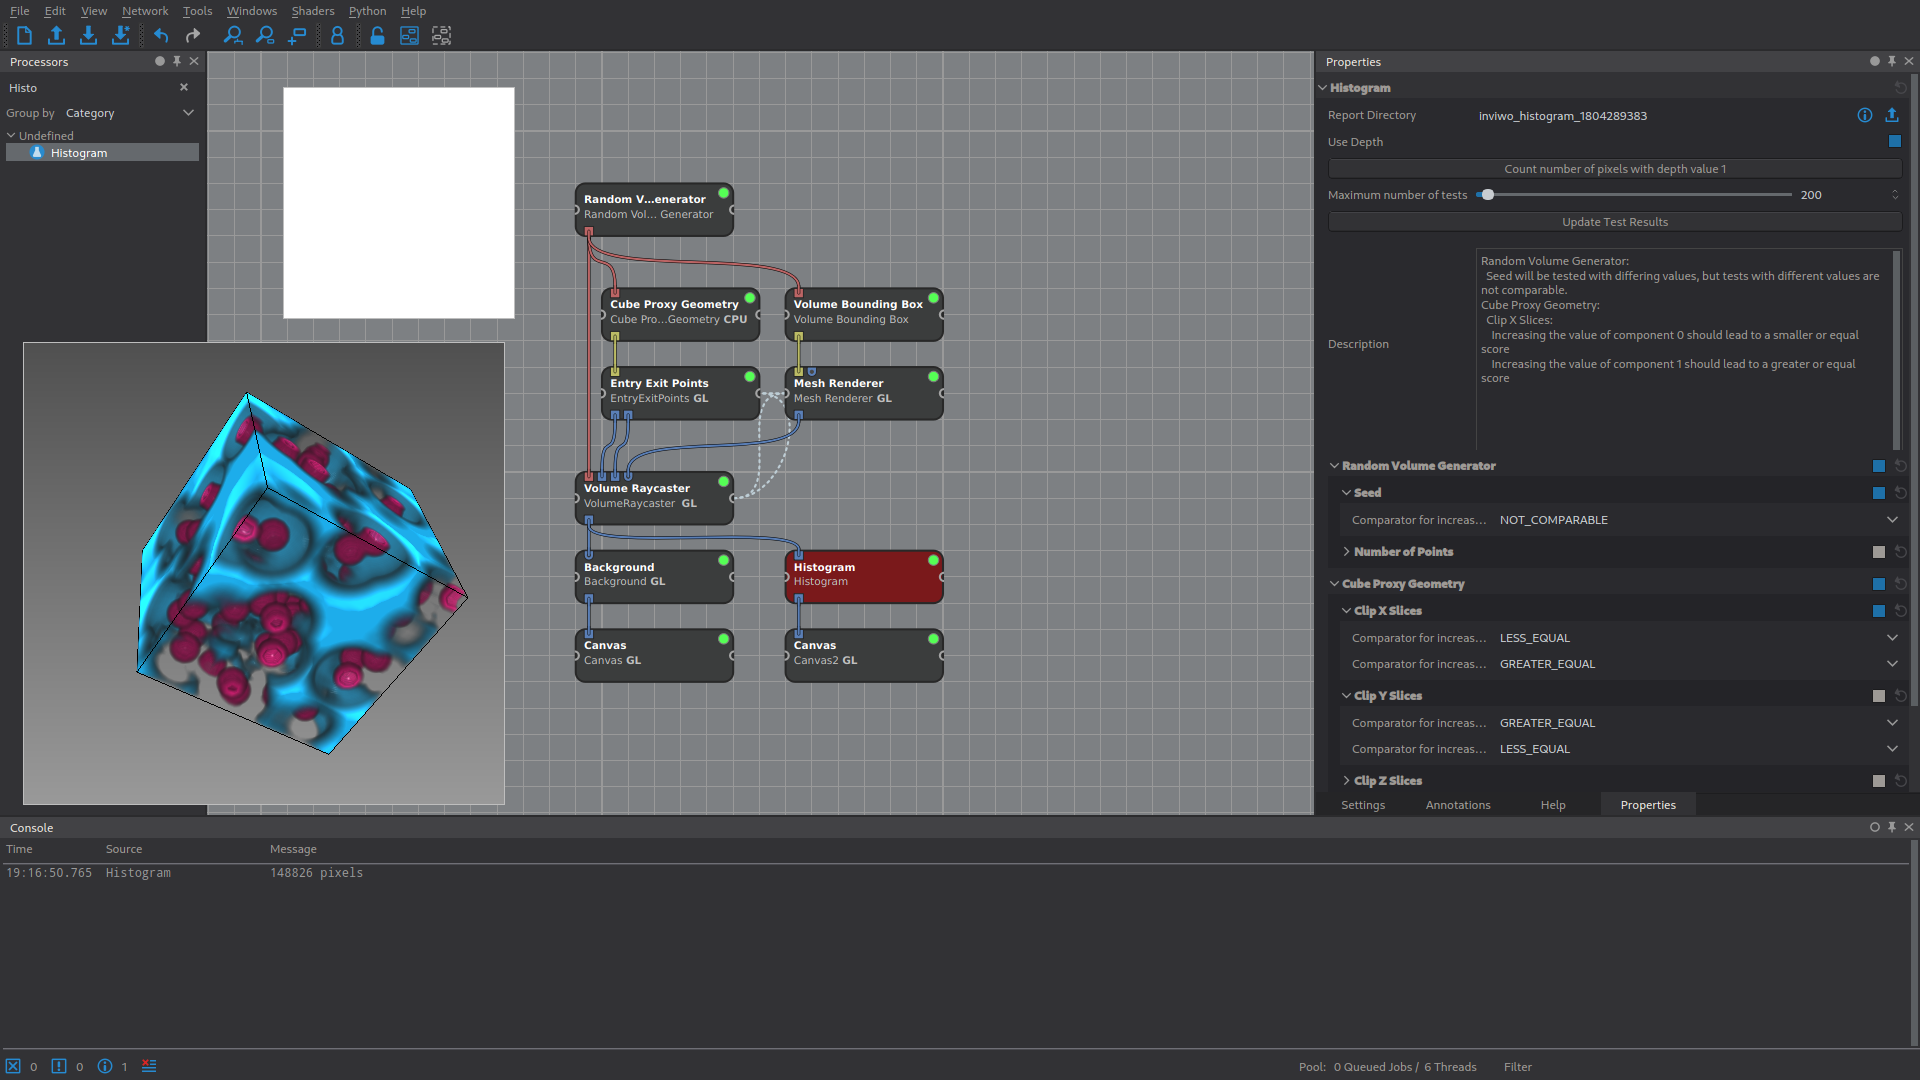 File Edit View Network Tools Windows Shaders Python Help
Processors
Histo
Group by Category
Undefined
Histogram
Random V...enerator
Random Vol... Generator
Cube Proxy Geometry
Cube Pro...Geometry CPU
Volume Bounding Box
Volume Bounding Box
Entry Exit Points
EntryExitPoints GL
Mesh Renderer
Mesh Renderer GL
Volume Raycaster
VolumeRaycaster GL
Background
Background GL
Histogram
Histogram
Canvas
Canvas GL
Canvas
Canvas2 GL
Properties
Histogram
Report Directory inviwo_histogram_1804289383
Use Depth
Count number of pixels with depth value 1
Maximum number of tests 200
Update Test Results
Description
Random Volume Generator:
Seed will be tested with differing values, but tests with different values are
not comparable.
Cube Proxy Geometry:
Clip X Slices:
Increasing the value of component 0 should lead to a smaller or equal
score
Increasing the value of component 1 should lead to a greater or equal
score
Random Volume Generator
Seed
Comparator for increas... NOT_COMPARABLE
Number of Points
Cube Proxy Geometry
Clip X Slices
Comparator for increas... LESS_EQUAL
Comparator for increas... GREATER_EQUAL
Clip Y Slices
Comparator for increas... GREATER_EQUAL
Comparator for increas... LESS_EQUAL
Clip Z Slices
Settings Annotations Help Properties
Console
Time Source Message
19:16:50.765 Histogram 148826 pixels
0 0 1
Pool: 0 Queued Jobs / 6 Threads Filter